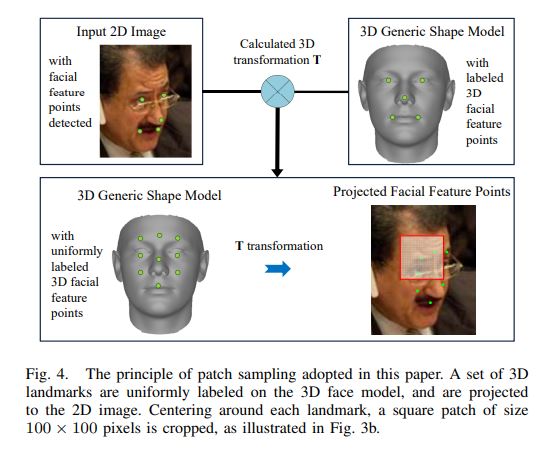 Input 2D Image
with
facial
feature
points
detected
Calculated 3D
transformation T
3D Generic Shape Model
with
labeled
3D
facial
feature
points
3D Generic Shape Model
with
uniformly
labeled
3D facial
feature
points
T transformation
Projected Facial Feature Points
Fig. 4. The principle of patch sampling adopted in this paper. A set of 3D
landmarks are uniformly labeled on the 3D face model, and are projected
to the 2D image. Centering around each landmark, a square patch of size
100 × 100 pixels is cropped, as illustrated in Fig. 3b.